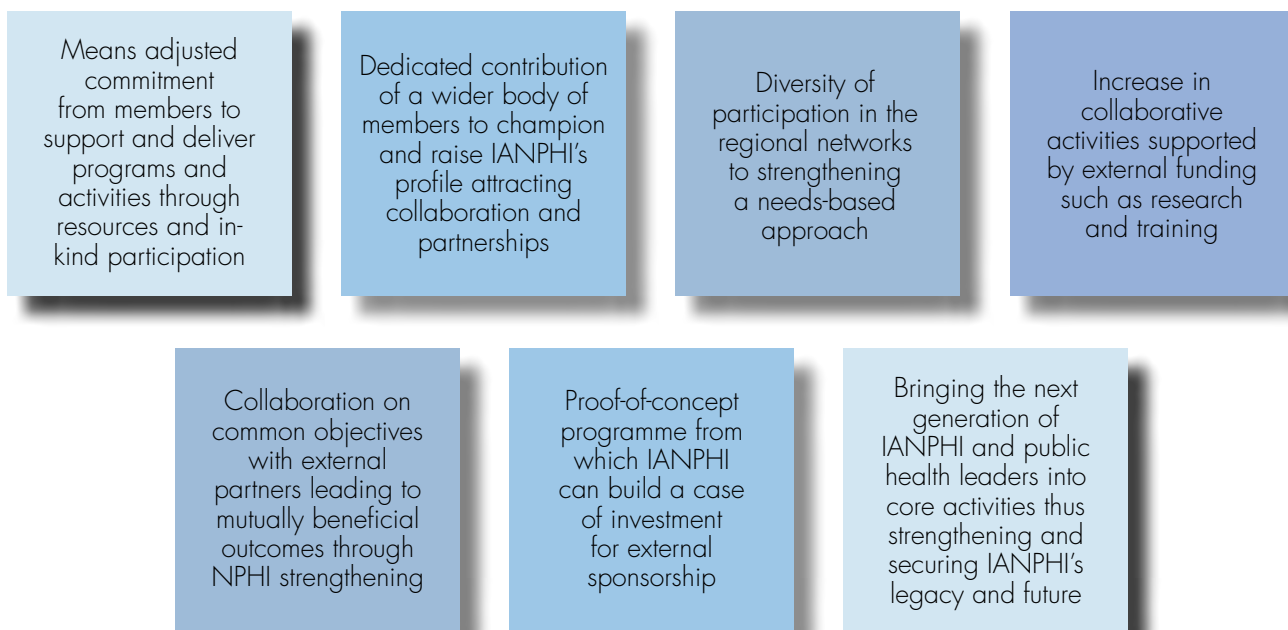 Means adjusted
commitment
from members to
support and deliver
programs and
activities through
resources and in-
kind participation
Dedicated contribution
of a wider body of
members to champion
and raise IANPHI's
profile attracting
collaboration and
partnerships
Diversity of
participation in the
regional networks
to strengthening
a needs-based
approach
Increase in
collaborative
activities supported
by external funding
such as research
and training
Collaboration on
common objectives
with external
partners leading to
mutually beneficial
outcomes through
NPHI strengthening
Proof-of-concept
programme from
which IANPHI
can build a case
of investment
for external
sponsorship
Bringing the next
generation of
IANPHI and public
health leaders into
core activities thus
strengthening and
securing IANPHI's
legacy and future